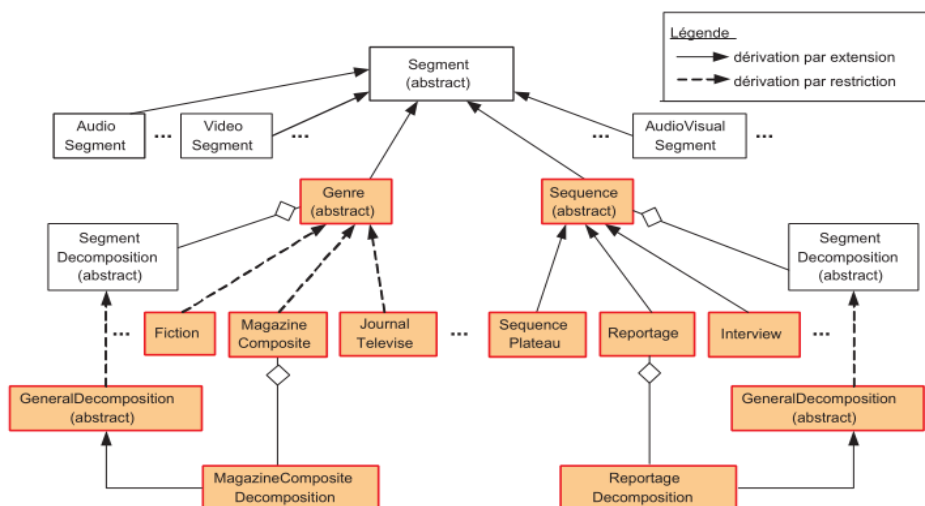 Légende
dérivation par extension
dérivation par restriction
Segment
(abstract)
Audio
Segment
...
Video
Segment
...
...
AudioVisual
Segment
...
Genre
(abstract)
Sequence
(abstract)
Segment
Decomposition
(abstract)
Segment
Decomposition
(abstract)
...
Fiction
Magazine
Composite
Journal
Televise
...
Sequence
Plateau
Reportage
Interview
...
GeneralDecomposition
(abstract)
GeneralDecomposition
(abstract)
MagazineComposite
Decomposition
Reportage
Decomposition